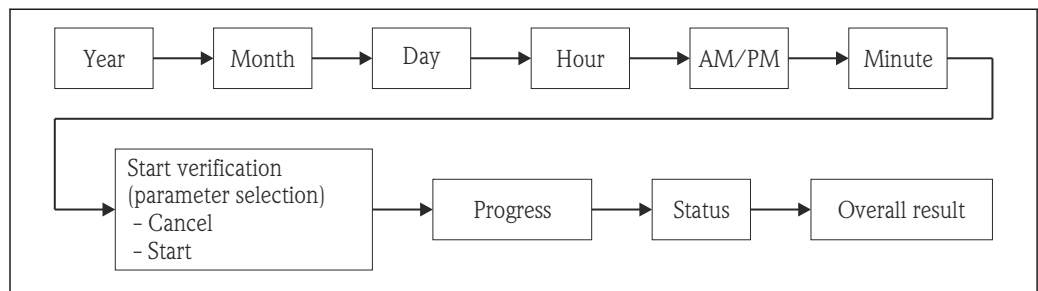 Year
Month
Day
Hour
AM/PM
Minute
Start verification
(parameter selection)
– Cancel
– Start
Progress
Status
Overall result